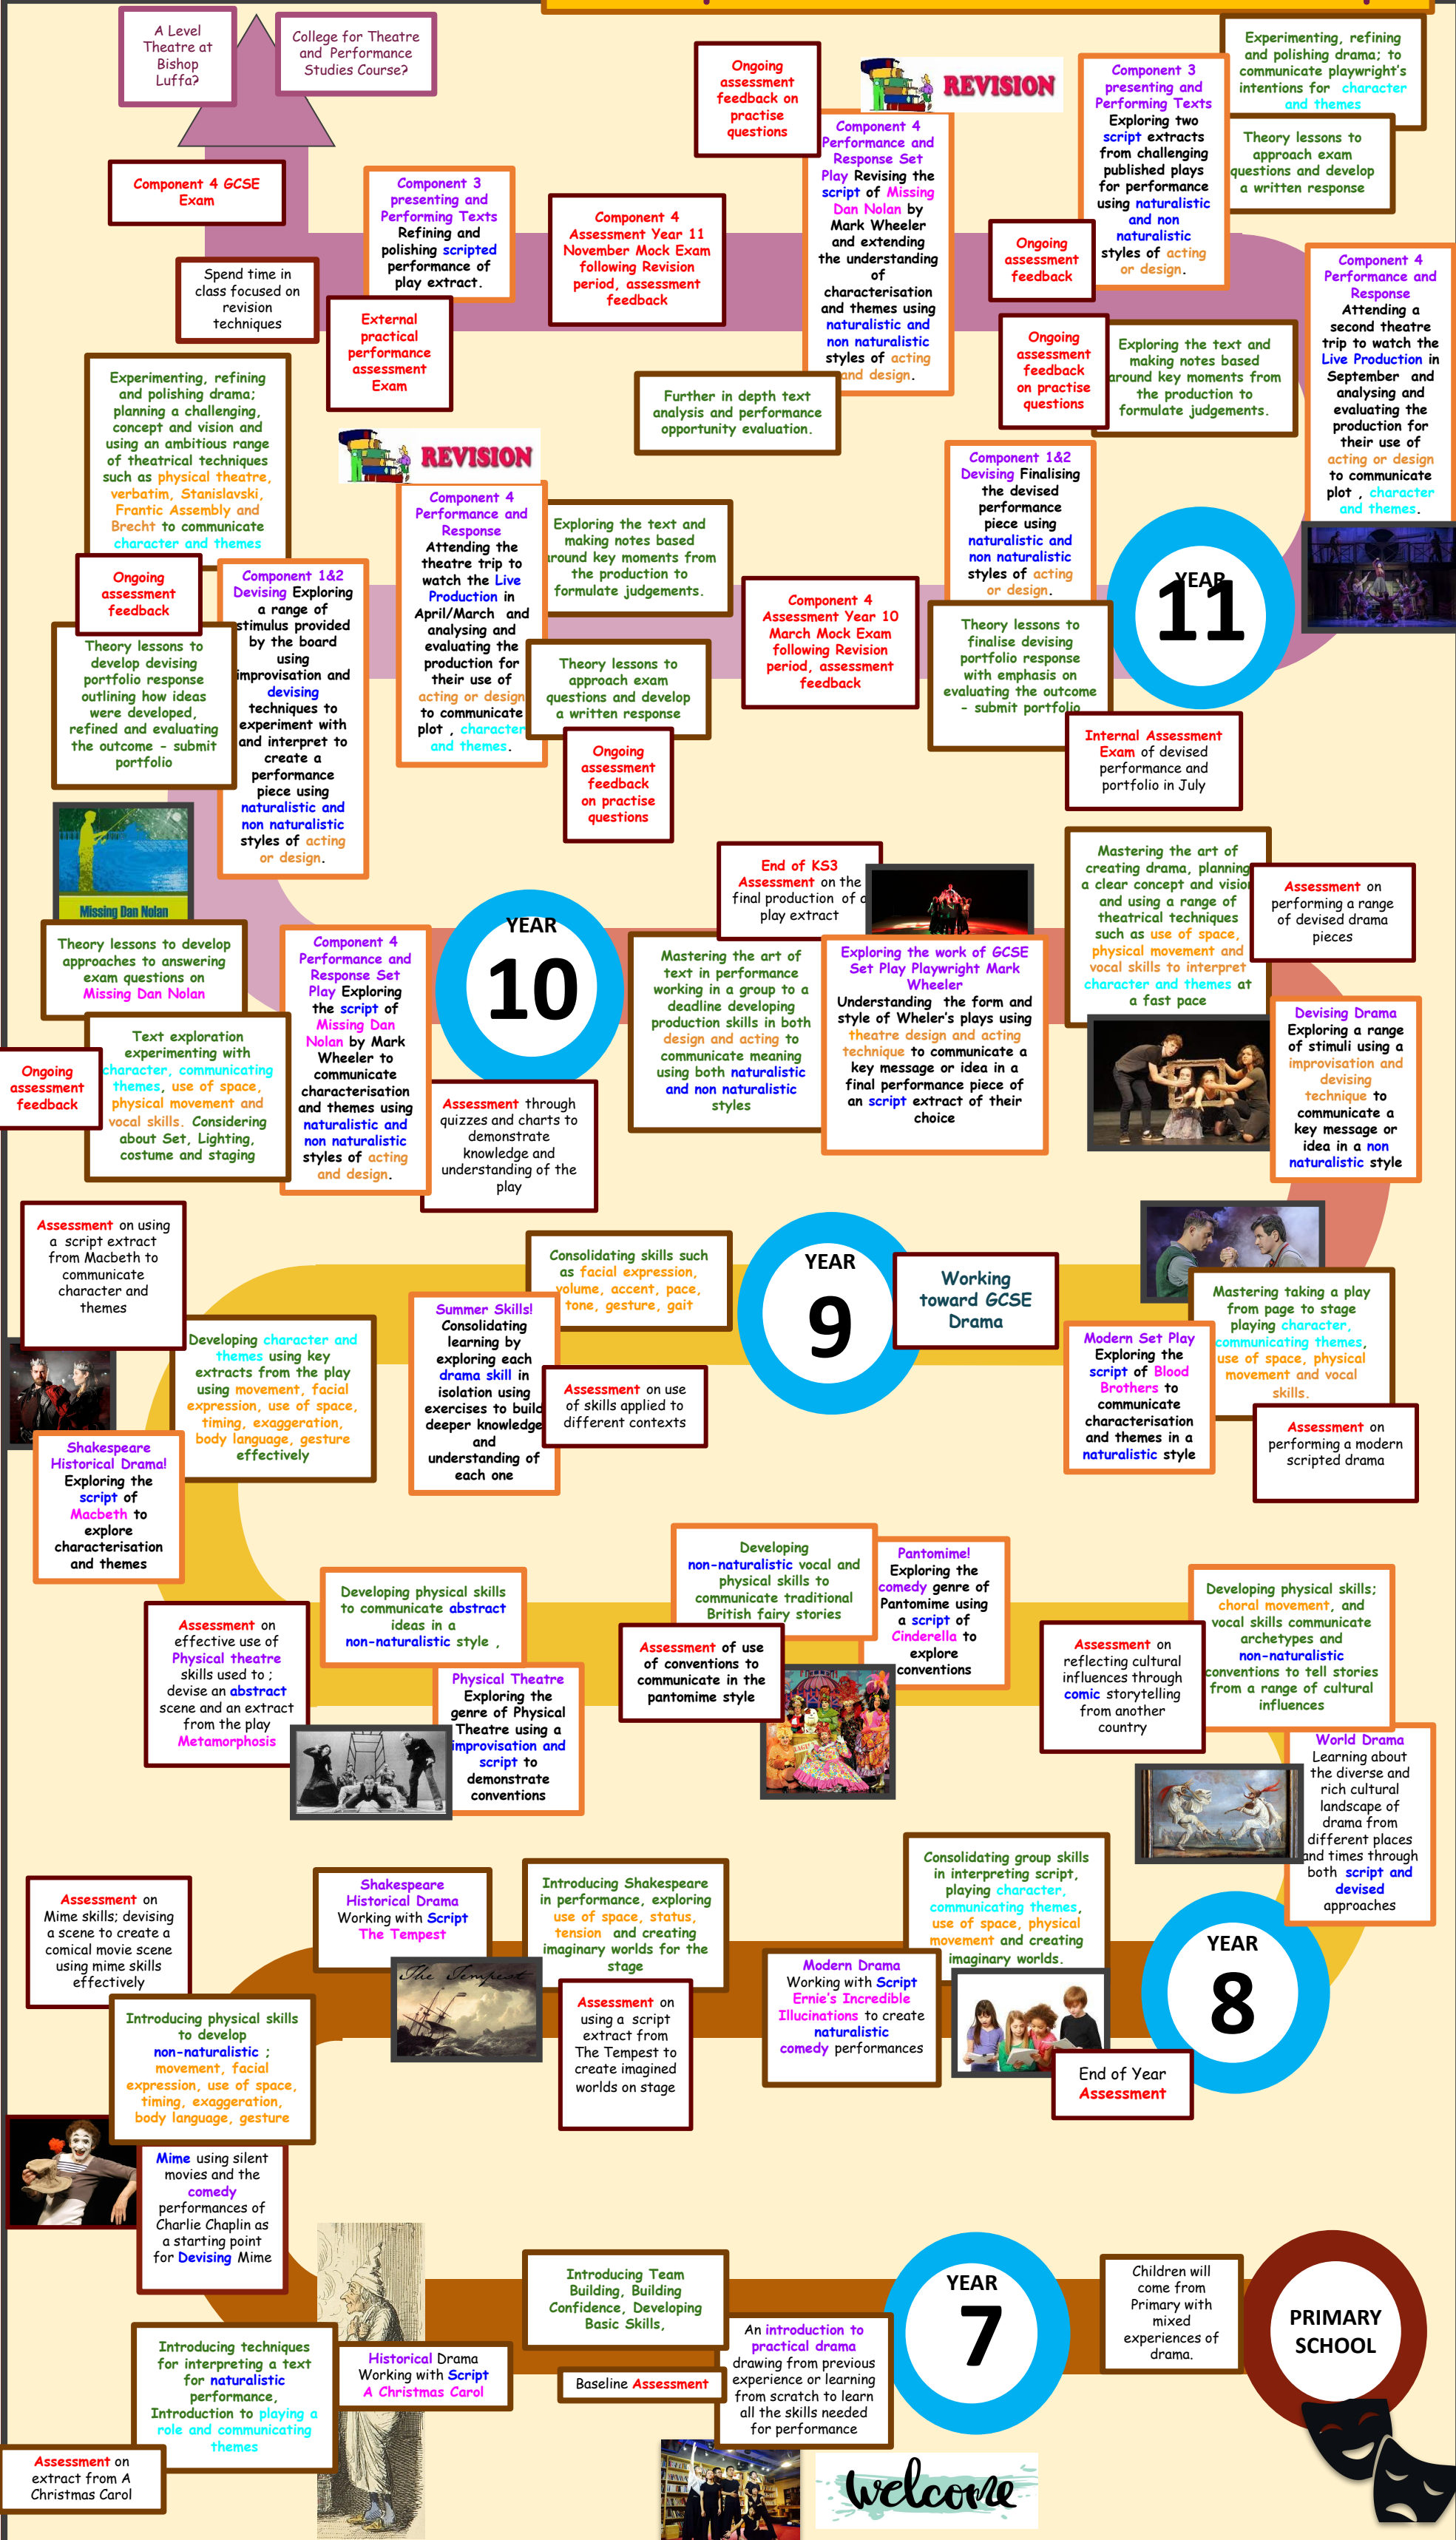 A Level
Theatre at
Bishop
Luffa?
College for Theatre
and Performance
Studies Course?
Component 4 GCSE
Exam
Spend time in
class focused on
revision
techniques
Component 3
presenting and
Performing Texts
Refining and
polishing scripted
performance of
play extract.
External
practical
performance
assessment
Exam
Component 4
Assessment Year 11
November Mock Exam
following Revision
period, assessment
feedback
Ongoing
assessment
feedback on
practise
questions
REVISION
Component 4
Performance and
Response Set
Play Revising the
script of Missing
Dan Nolan by
Mark Wheeler
and extending
the understanding
of
characterisation
and themes using
naturalistic and
non naturalistic
styles of acting
and design.
Further in depth text
analysis and performance
opportunity evaluation.
Component 3
presenting and
Performing Texts
Exploring two
script extracts
from challenging
published plays
for performance
using naturalistic
and non
naturalistic
styles of acting
or design.
Experimenting, refining
and polishing drama; to
communicate playwright's
intentions for character
and themes
Theory lessons to
approach exam
questions and develop
a written response
Ongoing
assessment
feedback
Ongoing
assessment
feedback
on practise
questions
Exploring the text and
making notes based
around key moments from
the production to
formulate judgements.
Component 4
Performance and
Response
Attending a
second theatre
trip to watch the
Live Production in
September and
analysing and
evaluating the
production for
their use of
acting or design
to communicate
plot , character
and themes.
YEAR
11
Component 1&2
Devising Finalising
the devised
performance
piece using
naturalistic and
non naturalistic
styles of acting
or design.
Theory lessons to
finalise devising
portfolio response
with emphasis on
evaluating the outcome
- submit portfolio
Internal Assessment
Exam of devised
performance and
portfolio in July
Component 4
Assessment Year 10
March Mock Exam
following Revision
period, assessment
feedback
REVISION
Component 4
Performance and
Response
Attending the
theatre trip to
watch the Live
Production in
April/March and
analysing and
evaluating the
production for
their use of
acting or design
to communicate
plot , character
and themes.
Exploring the text and
making notes based
around key moments from
the production to
formulate judgements.
Theory lessons to
approach exam
questions and develop
a written response
Ongoing
assessment
feedback
on practise
questions
Experimenting, refining
and polishing drama;
planning a challenging,
concept and vision and
using an ambitious range
of theatrical techniques
such as physical theatre,
verbatim, Stanislavski,
Frantic Assembly and
Brecht to communicate
character and themes
Ongoing
assessment
feedback
Theory lessons to
develop devising
portfolio response
outlining how ideas
were developed,
refined and evaluating
the outcome - submit
portfolio
Component 1&2
Devising Exploring
a range of
stimulus provided
by the board
using
improvisation and
devising
techniques to
experiment with
and interpret to
create a
performance
piece using
naturalistic and
non naturalistic
styles of acting
or design.
Missing Dan Nolan
Theory lessons to develop
approaches to answering
exam questions on
Missing Dan Nolan
Text exploration
experimenting with
character, communicating
themes, use of space,
physical movement and
vocal skills. Considering
about Set, Lighting,
costume and staging
Ongoing
assessment
feedback
Component 4
Performance and
Response Set
Play Exploring
the script of
Missing Dan
Nolan by Mark
Wheeler to
communicate
characterisation
and themes using
naturalistic and
non naturalistic
styles of acting
and design.
YEAR
10
Assessment through
quizzes and charts to
demonstrate
knowledge and
understanding of the
play
End of KS3
Assessment on the
final production of a
play extract
Mastering the art of
text in performance
working in a group to a
deadline developing
production skills in both
design and acting to
communicate meaning
using both naturalistic
and non naturalistic
styles
Exploring the work of GCSE
Set Play Playwright Mark
Wheeler
Understanding the form and
style of Wheler's plays using
theatre design and acting
technique to communicate a
key message or idea in a
final performance piece of
an script extract of their
choice
Mastering the art of
creating drama, planning
a clear concept and vision
and using a range of
theatrical techniques
such as use of space,
physical movement and
vocal skills to interpret
character and themes at
a fast pace
Assessment on
performing a range
of devised drama
pieces
Devising Drama
Exploring a range
of stimuli using a
improvisation and
devising
technique to
communicate a
key message or
idea in a non
naturalistic style
Mastering taking a play
from page to stage
playing character,
communicating themes,
use of space, physical
movement and vocal
skills.
Modern Set Play
Exploring the
script of Blood
Brothers to
communicate
characterisation
and themes in a
naturalistic style
Assessment on
performing a modern
scripted drama
Working
toward GCSE
Drama
YEAR
9
Consolidating skills such
as facial expression,
volume, accent, pace,
tone, gesture, gait
Summer Skills!
Consolidating
learning by
exploring each
drama skill in
isolation using
exercises to build
deeper knowledge
and
understanding of
each one
Assessment on use
of skills applied to
different contexts
Assessment on using
a script extract
from Macbeth to
communicate
character and
themes
Developing character and
themes using key
extracts from the play
using movement, facial
expression, use of space,
timing, exaggeration,
body language, gesture
effectively
Shakespeare
Historical Drama!
Exploring the
script of
Macbeth to
explore
characterisation
and themes
Assessment on
effective use of
Physical theatre
skills used to ;
devise an abstract
scene and an extract
from the play
Metamorphosis
Developing physical skills
to communicate abstract
ideas in a
non-naturalistic style ,
Physical Theatre
Exploring the
genre of Physical
Theatre using a
improvisation and
script to
demonstrate
conventions
Developing
non-naturalistic vocal and
physical skills to
communicate traditional
British fairy stories
Assessment of use
of conventions to
communicate in the
pantomime style
Pantomime!
Exploring the
comedy genre of
Pantomime using
a script of
Cinderella to
explore
conventions
Assessment on
reflecting cultural
influences through
comic storytelling
from another
country
Developing physical skills;
choral movement, and
vocal skills communicate
archetypes and
non-naturalistic
conventions to tell stories
from a range of cultural
influences
World Drama
Learning about
the diverse and
rich cultural
landscape of
drama from
different places
and times through
both script and
devised
approaches
YEAR
8
End of Year
Assessment
Consolidating group skills
in interpreting script,
playing character,
communicating themes,
use of space, physical
movement and creating
imaginary worlds.
Modern Drama
Working with Script
Ernie's Incredible
Illucinations to create
naturalistic
comedy performances
Introducing Shakespeare
in performance, exploring
use of space, status,
tension and creating
imaginary worlds for the
stage
Assessment on
using a script
extract from
The Tempest to
create imagined
worlds on stage
Shakespeare
Historical Drama
Working with Script
The Tempest
The Tempest
Assessment on
Mime skills; devising
a scene to create a
comical movie scene
using mime skills
effectively
Introducing physical skills
to develop
non-naturalistic ;
movement, facial
expression, use of space,
timing, exaggeration,
body language, gesture
Mime using silent
movies and the
comedy
performances of
Charlie Chaplin as
a starting point
for Devising Mime
Introducing techniques
for interpreting a text
for naturalistic
performance,
Introduction to playing a
role and communicating
themes
Assessment on
extract from A
Christmas Carol
Historical Drama
Working with Script
A Christmas Carol
Introducing Team
Building, Building
Confidence, Developing
Basic Skills,
Baseline Assessment
An introduction to
practical drama
drawing from previous
experience or learning
from scratch to learn
all the skills needed
for performance
YEAR
7
Children will
come from
Primary with
mixed
experiences of
drama.
PRIMARY
SCHOOL
welcome